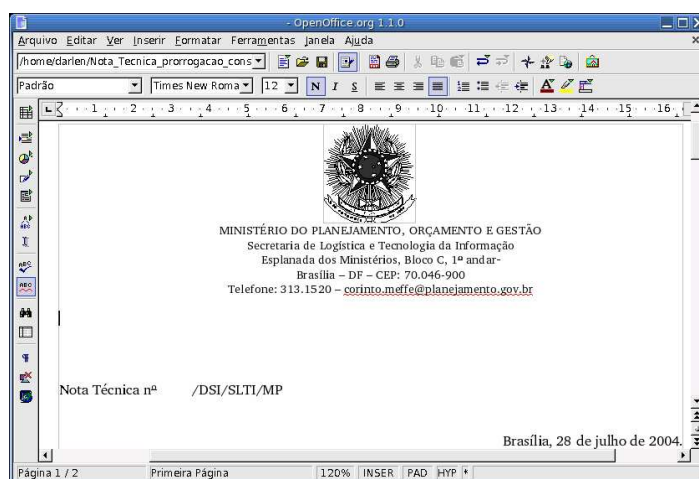 - OpenOffice.org 1.1.0
Arquivo Editar Ver Inserir Formatar Ferramentas Janela Ajuda
/home/darlen/Nota_Tecnica_prorrogacao_cons
Padrão Times New Roma 12 N I S
1 2 3 4 5 6 7 8 9 10 11 12 13 14 15 16
MINISTÉRIO DO PLANEJAMENTO, ORÇAMENTO E GESTÃO
Secretaria de Logística e Tecnologia da Informação
Esplanada dos Ministérios, Bloco C, 1º andar-
Brasília – DF – CEP: 70.046-900
Telefone: 313.1520 – corinto.meffe@planejamento.gov.br
Nota Técnica nº /DSI/SLTI/MP
Brasília, 28 de julho de 2004.
Página 1 / 2 Primeira Página 120% INSER PAD HYP *